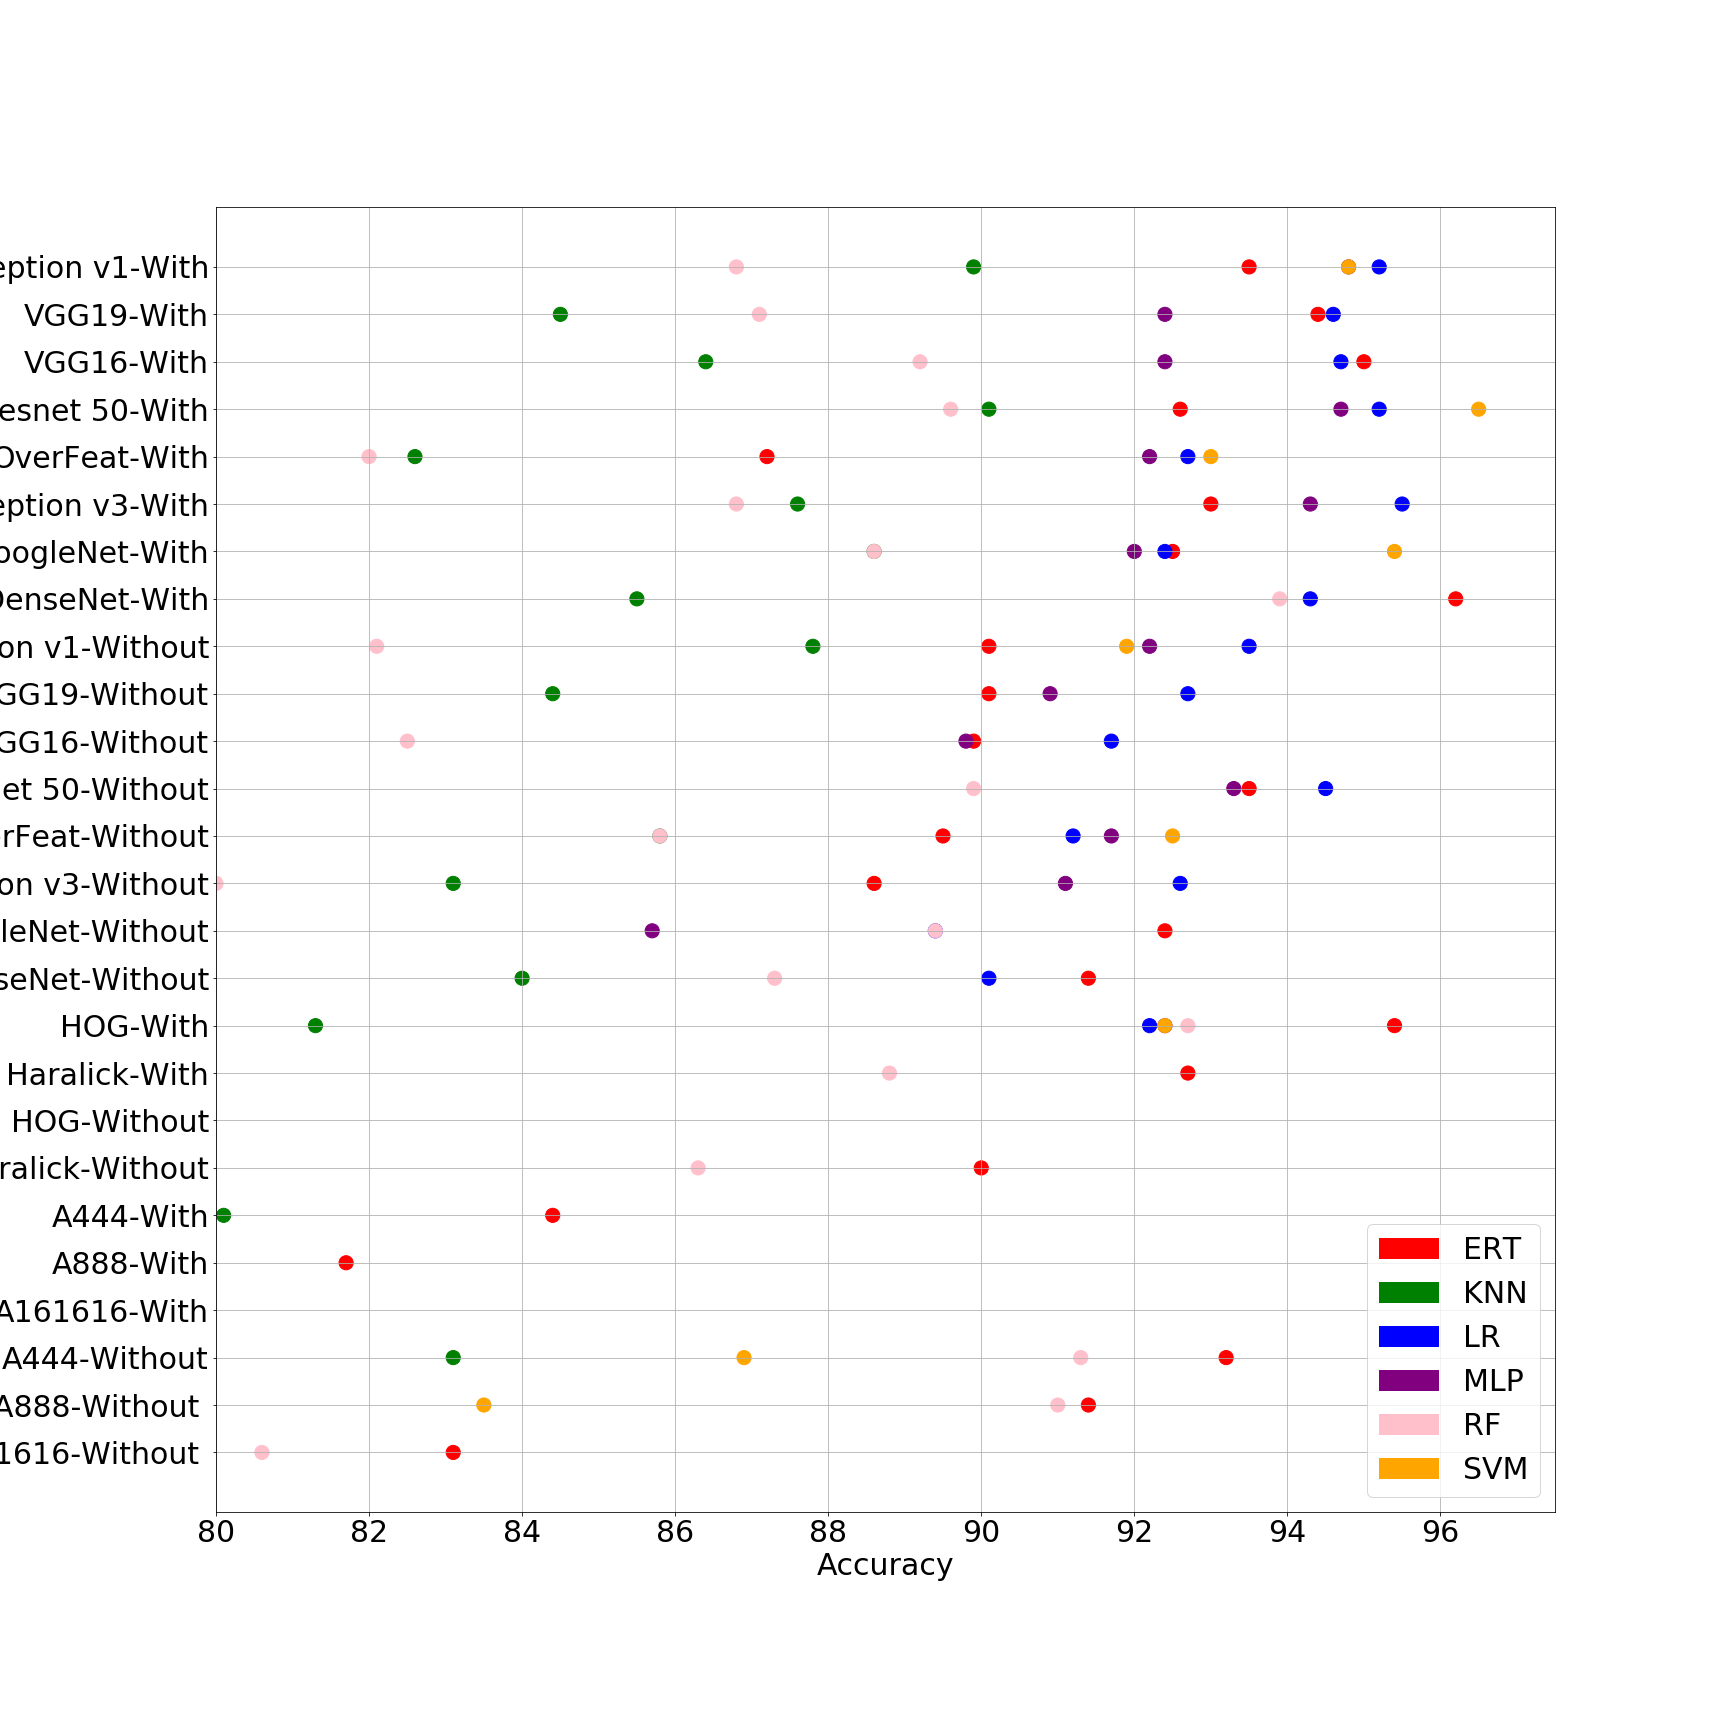 eption v1-With
VGG19-With
VGG16-With
esnet 50-With
OverFeat-With
eption v3-With
oogleNet-With
DenseNet-With
on v1-Without
GG19-Without
GG16-Without
et 50-Without
rFeat-Without
on v3-Without
leNet-Without
seNet-Without
HOG-With
Haralick-With
HOG-Without
ralick-Without
A444-With
A888-With
A161616-With
A444-Without
A888-Without
1616-Without
ERT
KNN
LR
MLP
RF
SVM
80 82 84 86 88 90 92 94 96
Accuracy